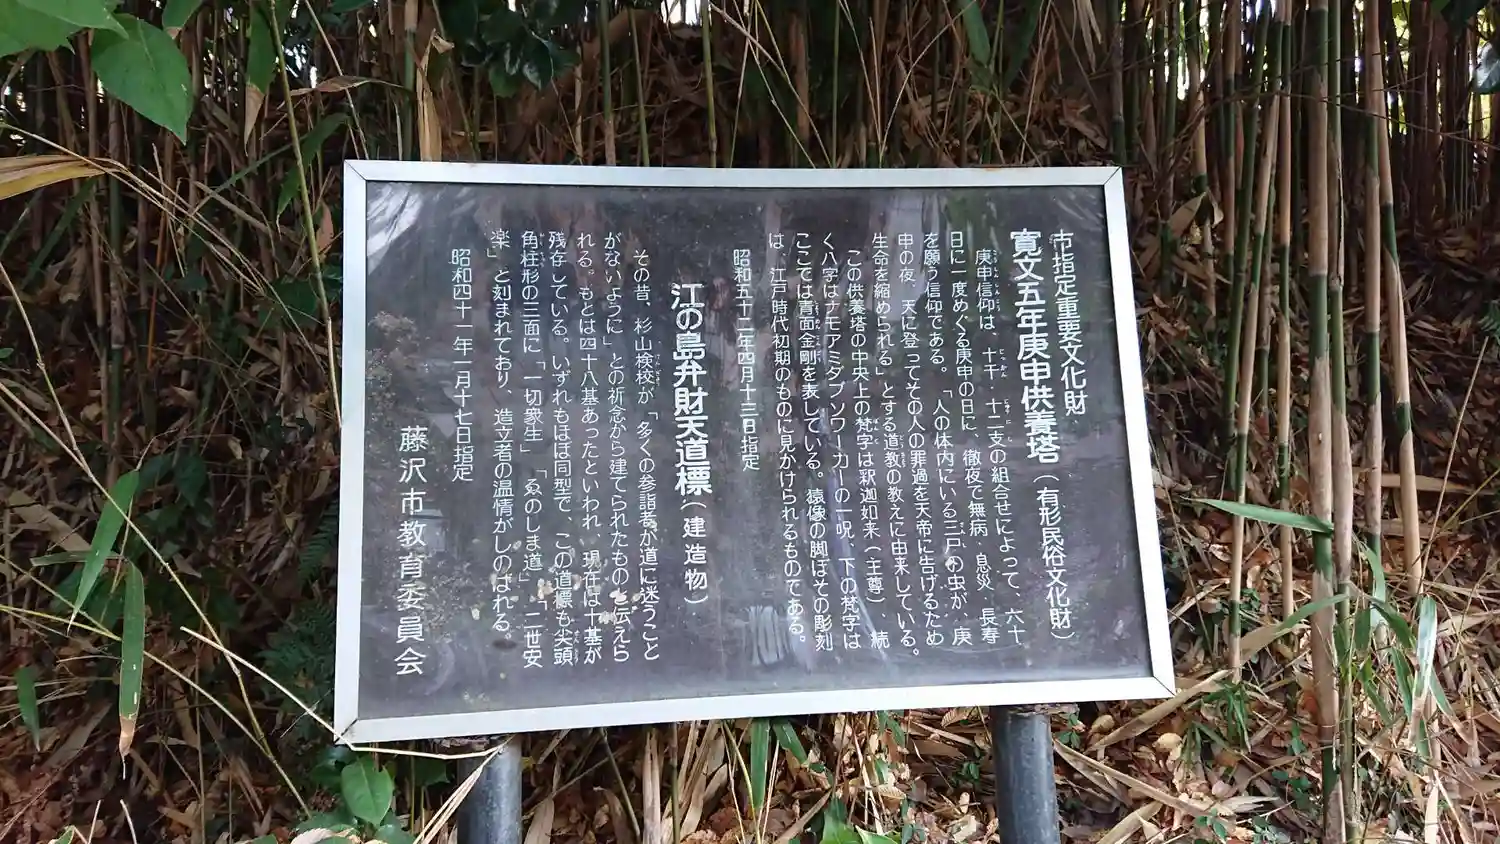 市指定重要文化財
寛文五年庚申供養塔(有形民俗文化財)
庚申信仰は、十干・十二支の組合せによって、六十
日に一度めぐる庚申の日に、徹夜で無病、息災、長寿
を願う信仰である。「人の体内にいる三尸の虫が、庚
申の夜、天に登ってその人の罪過を天帝に告げるため
生命を縮められる」とする道教の教えに由来している。
この供養塔の中央上の梵字は釈迦如来(主尊)、続
く八字はナモアミダブソワーカーの一呪、下の梵字は
ここでは青面金剛を表している。猿像の脚ぼその彫刻
は、江戸時代初期のものに見かけられるものである。
昭和五十二年四月十三日指定
江の島弁財天道標(建造物)
その昔、杉山検校が、「多くの参詣者が道に迷うこと
がないように」との祈念から建てられたものと伝えら
れる。もとは四十八基あったといわれ、現在は十基が
残存している。いずれもほぼ同型で、この道標も尖頭
角柱形の三面に「一切衆生」「ゑのしま道」「二世安
楽」と刻まれており、造立者の温情がしのばれる。
昭和四十一年一月十七日指定
藤沢市教育委員会